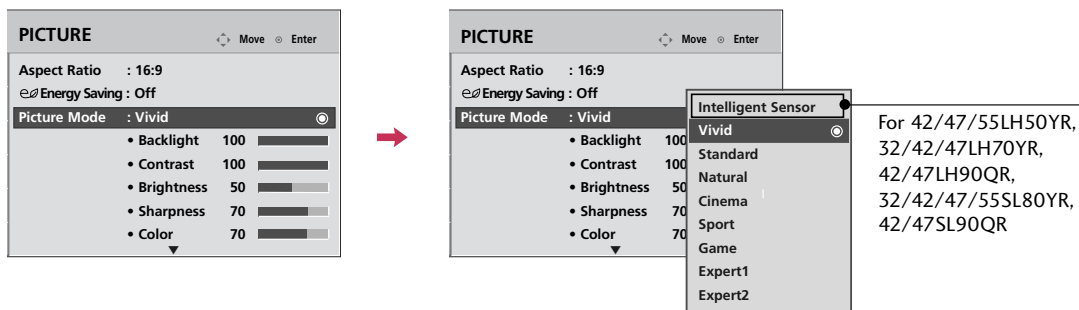 PICTURE
Move Enter
Aspect Ratio : 16:9
Energy Saving : Off
Picture Mode : Vivid
• Backlight 100
• Contrast 100
• Brightness 50
• Sharpness 70
• Color 70
PICTURE
Move Enter
Aspect Ratio : 16:9
Energy Saving : Off
Picture Mode : Vivid
• Backlight 100
• Contrast 100
• Brightness 50
• Sharpness 70
• Color 70
Intelligent Sensor
Vivid
Standard
Natural
Cinema
Sport
Game
Expert1
Expert2
For 42/47/55LH50YR,
32/42/47LH70YR,
42/47LH90QR,
32/42/47/55SL80YR,
42/47SL90QR